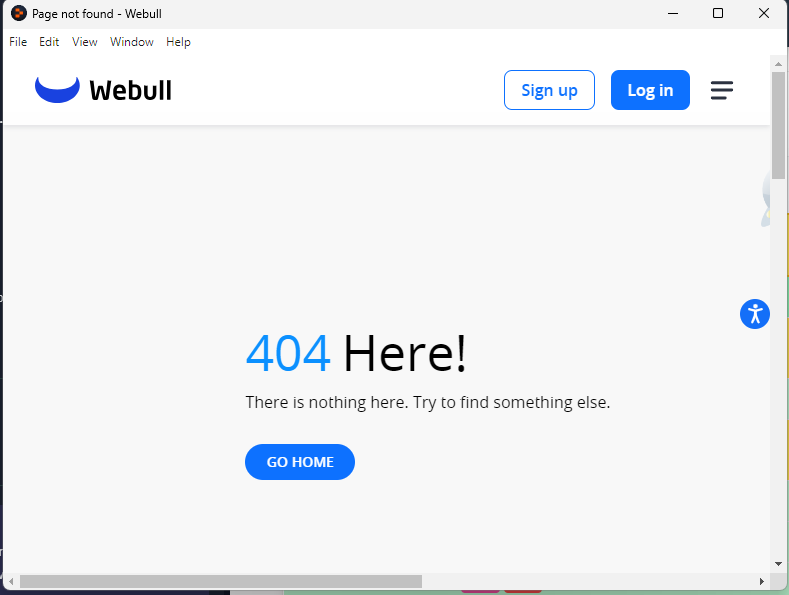 Page not found - Webull
File Edit View Window Help
Webull
Sign up
Log in
404 Here!
There is nothing here. Try to find something else.
GO HOME